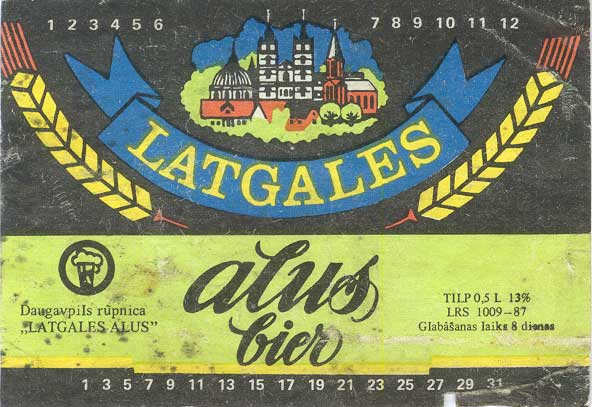 1 2 3 4 5 6
7 8 9 10 11 12
LATGALES
alus
bier
Daugavpils rūpnica
„LATGALES ALUS”
TILP 0,5 L 13%
LRS 1009–87
Glabāšanas laiks 8 dienas
1 3 5 7 9 11 13 15 17 19 21 23 25 27 29 31